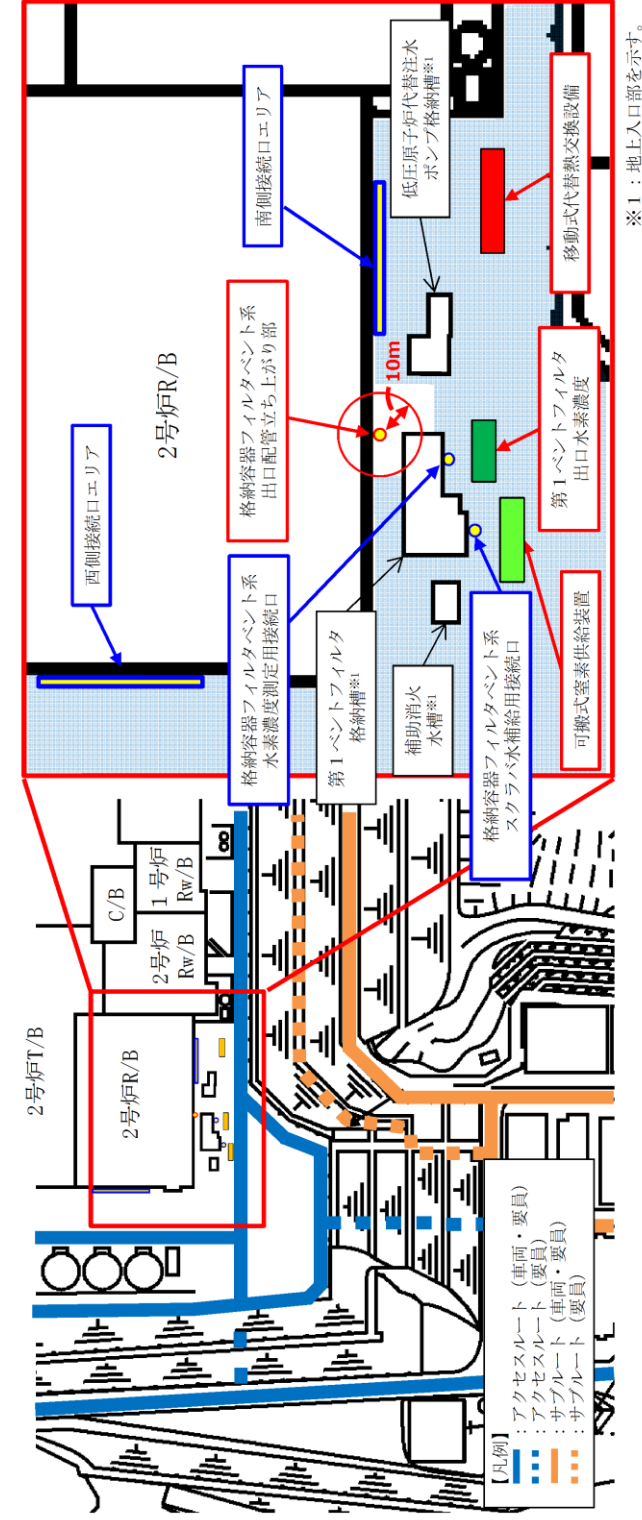 2号炉T/B
2号炉R/B
C/B
2号炉
Rw/B
1号炉
Rw/B
【凡例】
：アクセスルート（車両・要員）
：アクセスルート（要員）
：サブルート（車両・要員）
：サブルート（要員）
西側接続口エリア
2号炉R/B
南側接続口エリア
格納容器フィルタベント系
水素濃度測定用接続口
格納容器フィルタベント系
出口配管立ち上がり部
第1ベントフィルタ
格納槽※1
10m
低圧原子炉代替注水
ポンプ格納槽※1
補助消火
水槽※1
格納容器フィルタベント系
スクラバ水補給用接続口
可搬式窒素供給装置
第1ベントフィルタ
出口水素濃度
移動式代替熱交換設備
※1：地上入口部を示す。